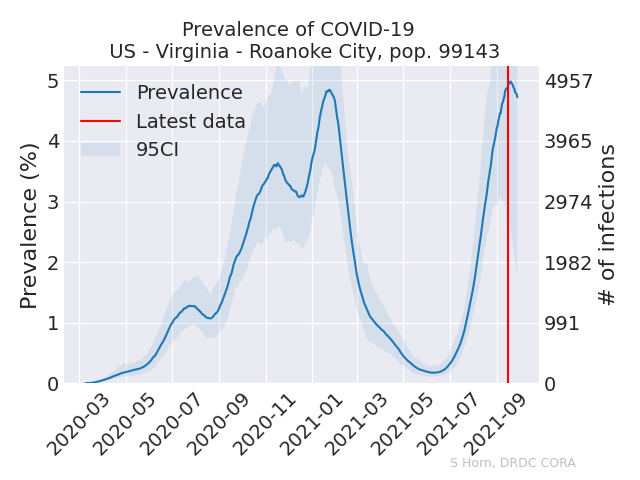 Prevalence of COVID-19
US - Virginia - Roanoke City, pop. 99143
Prevalence (%)
5
4
3
2
1
0
Prevalence
Latest data
95CI
4957
3965
2974
1982
991
0
# of infections
2020-03
2020-05
2020-07
2020-09
2020-11
2021-01
2021-03
2021-05
2021-07
2021-09
S Horn, DRDC CORA